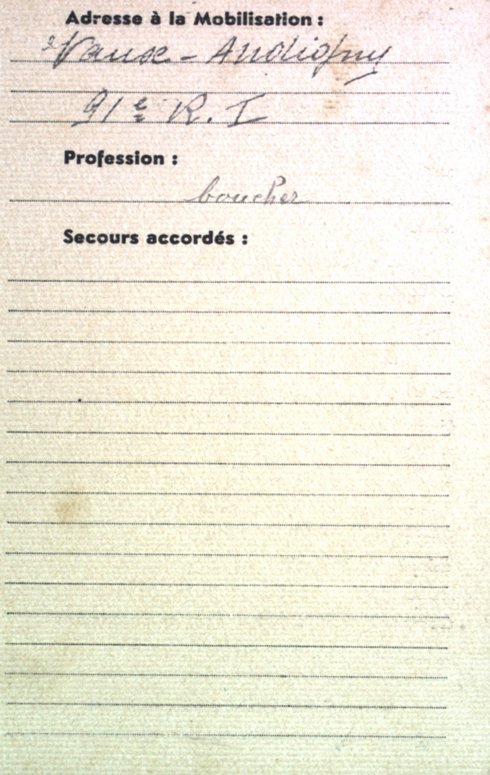 Adresse à la Mobilisation :
Vaux - Andigny
91e R. I
Profession :
boucher
Secours accordés :